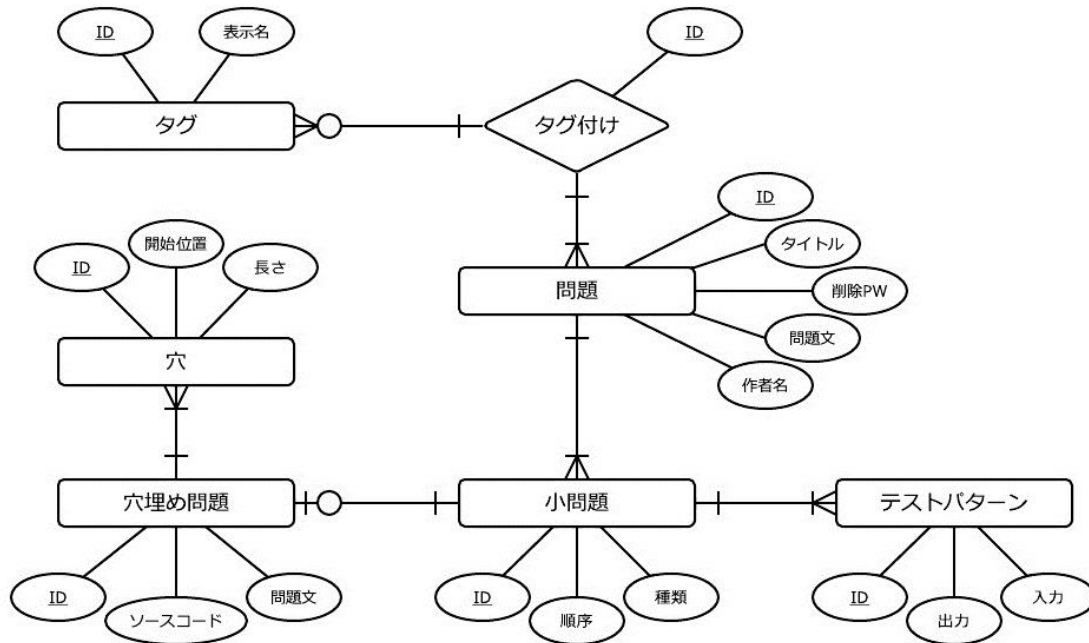 ID
表示名
ID
タグ
タグ付け
ID
開始位置
ID
長さ
タイトル
問題
削除PW
穴
問題文
作者名
穴埋め問題
小問題
テストパターン
ID
ソースコード
問題文
ID
順序
種類
ID
出力
入力